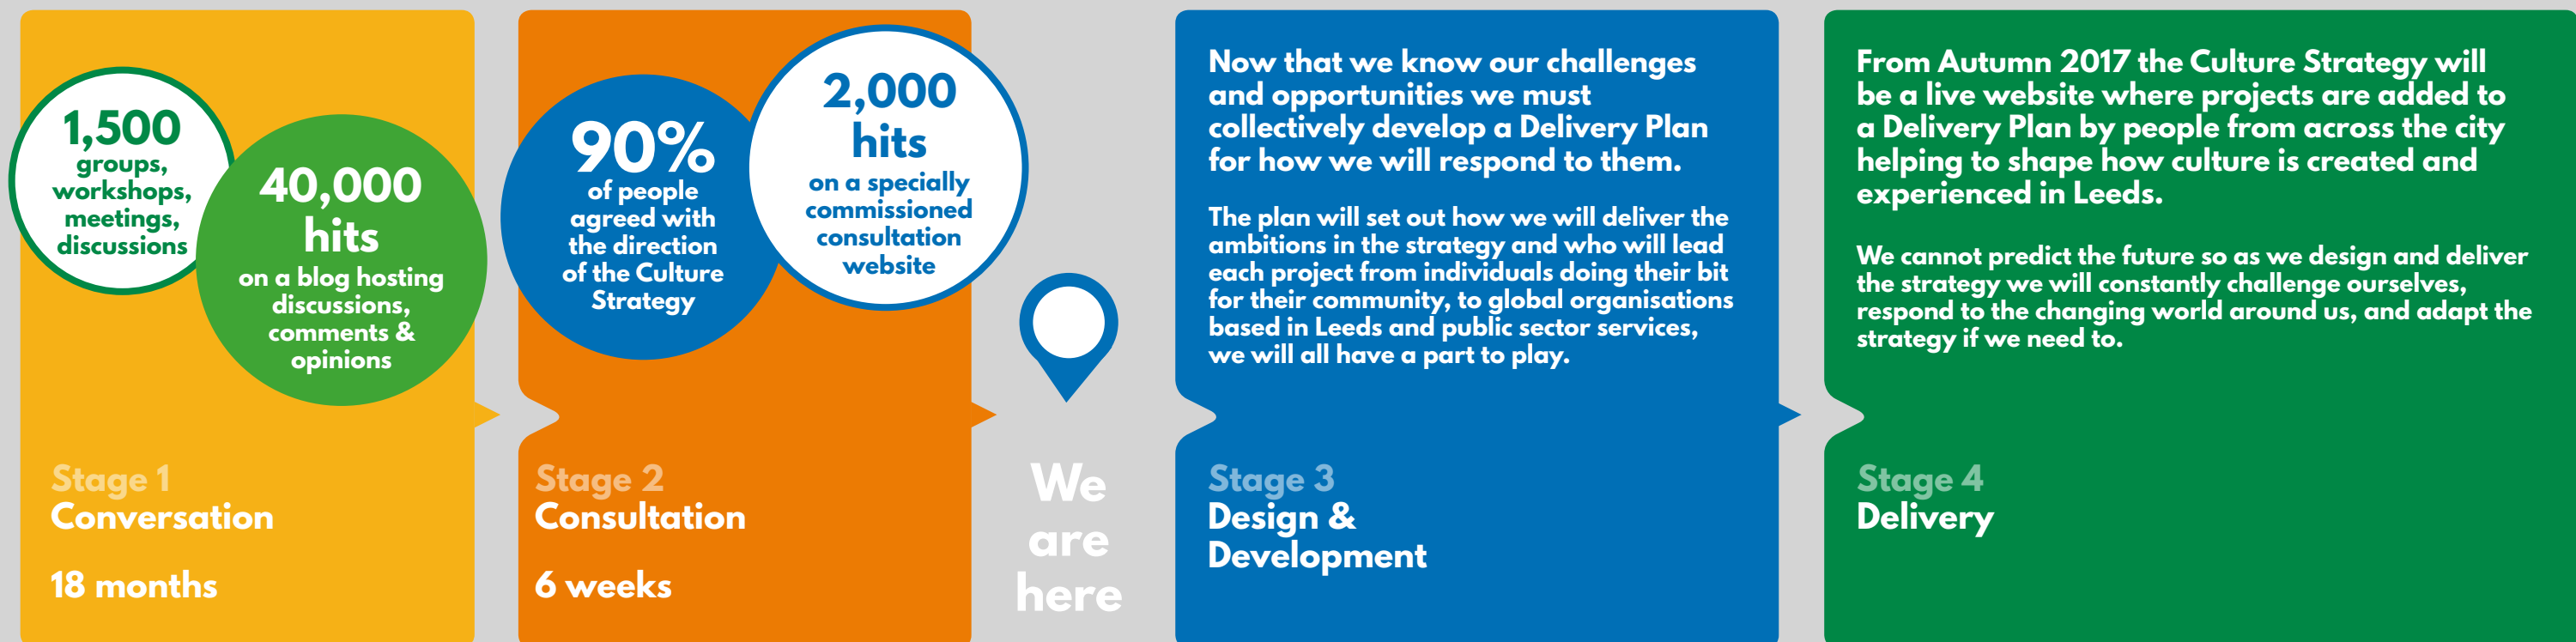 1,500
groups,
workshops,
meetings,
discussions
40,000
hits
on a blog hosting
discussions,
comments &
opinions
Stage 1
Conversation
18 months
90%
of people
agreed with
the direction
of the Culture
Strategy
2,000
hits
on a specially
commissioned
consultation
website
Stage 2
Consultation
6 weeks
We
are
here
Now that we know our challenges
and opportunities we must
collectively develop a Delivery Plan
for how we will respond to them.
The plan will set out how we will deliver the
ambitions in the strategy and who will lead
each project from individuals doing their bit
for their community, to global organisations
based in Leeds and public sector services,
we will all have a part to play.
Stage 3
Design &
Development
From Autumn 2017 the Culture Strategy will
be a live website where projects are added to
a Delivery Plan by people from across the city
helping to shape how culture is created and
experienced in Leeds.
We cannot predict the future so as we design and deliver
the strategy we will constantly challenge ourselves,
respond to the changing world around us, and adapt the
strategy if we need to.
Stage 4
Delivery